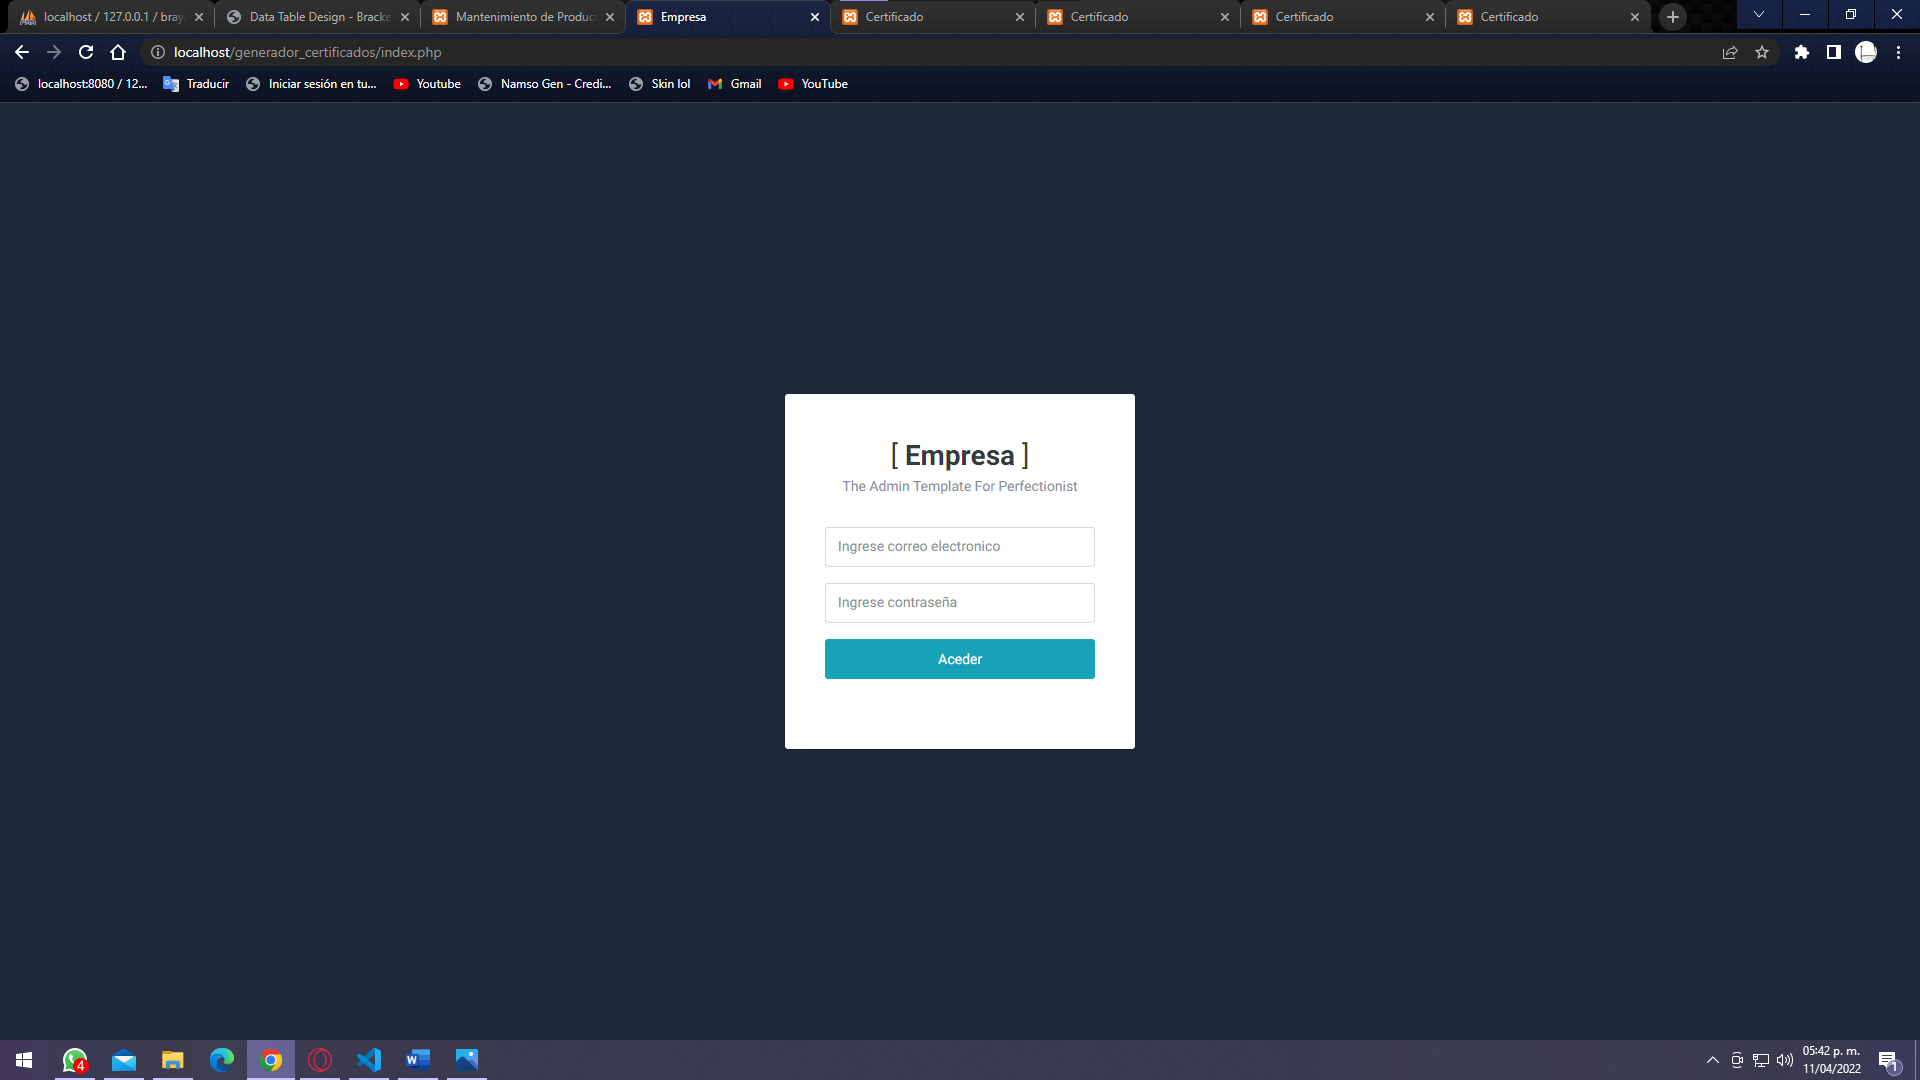 localhost / 127.0.0.1 / bray
Data Table Design - Bracke
Mantenimiento de Produc
Empresa
Certificado
Certificado
Certificado
Certificado
localhost/generador_certificados/index.php
localhost:8080 / 12...
Traducir
Iniciar sesión en tu...
Youtube
Namso Gen - Credi...
Skin lol
Gmail
YouTube
[ Empresa ]
The Admin Template For Perfectionist
Ingrese correo electronico
Ingrese contraseña
Aceder
4
05:42 p. m.
11/04/2022
1